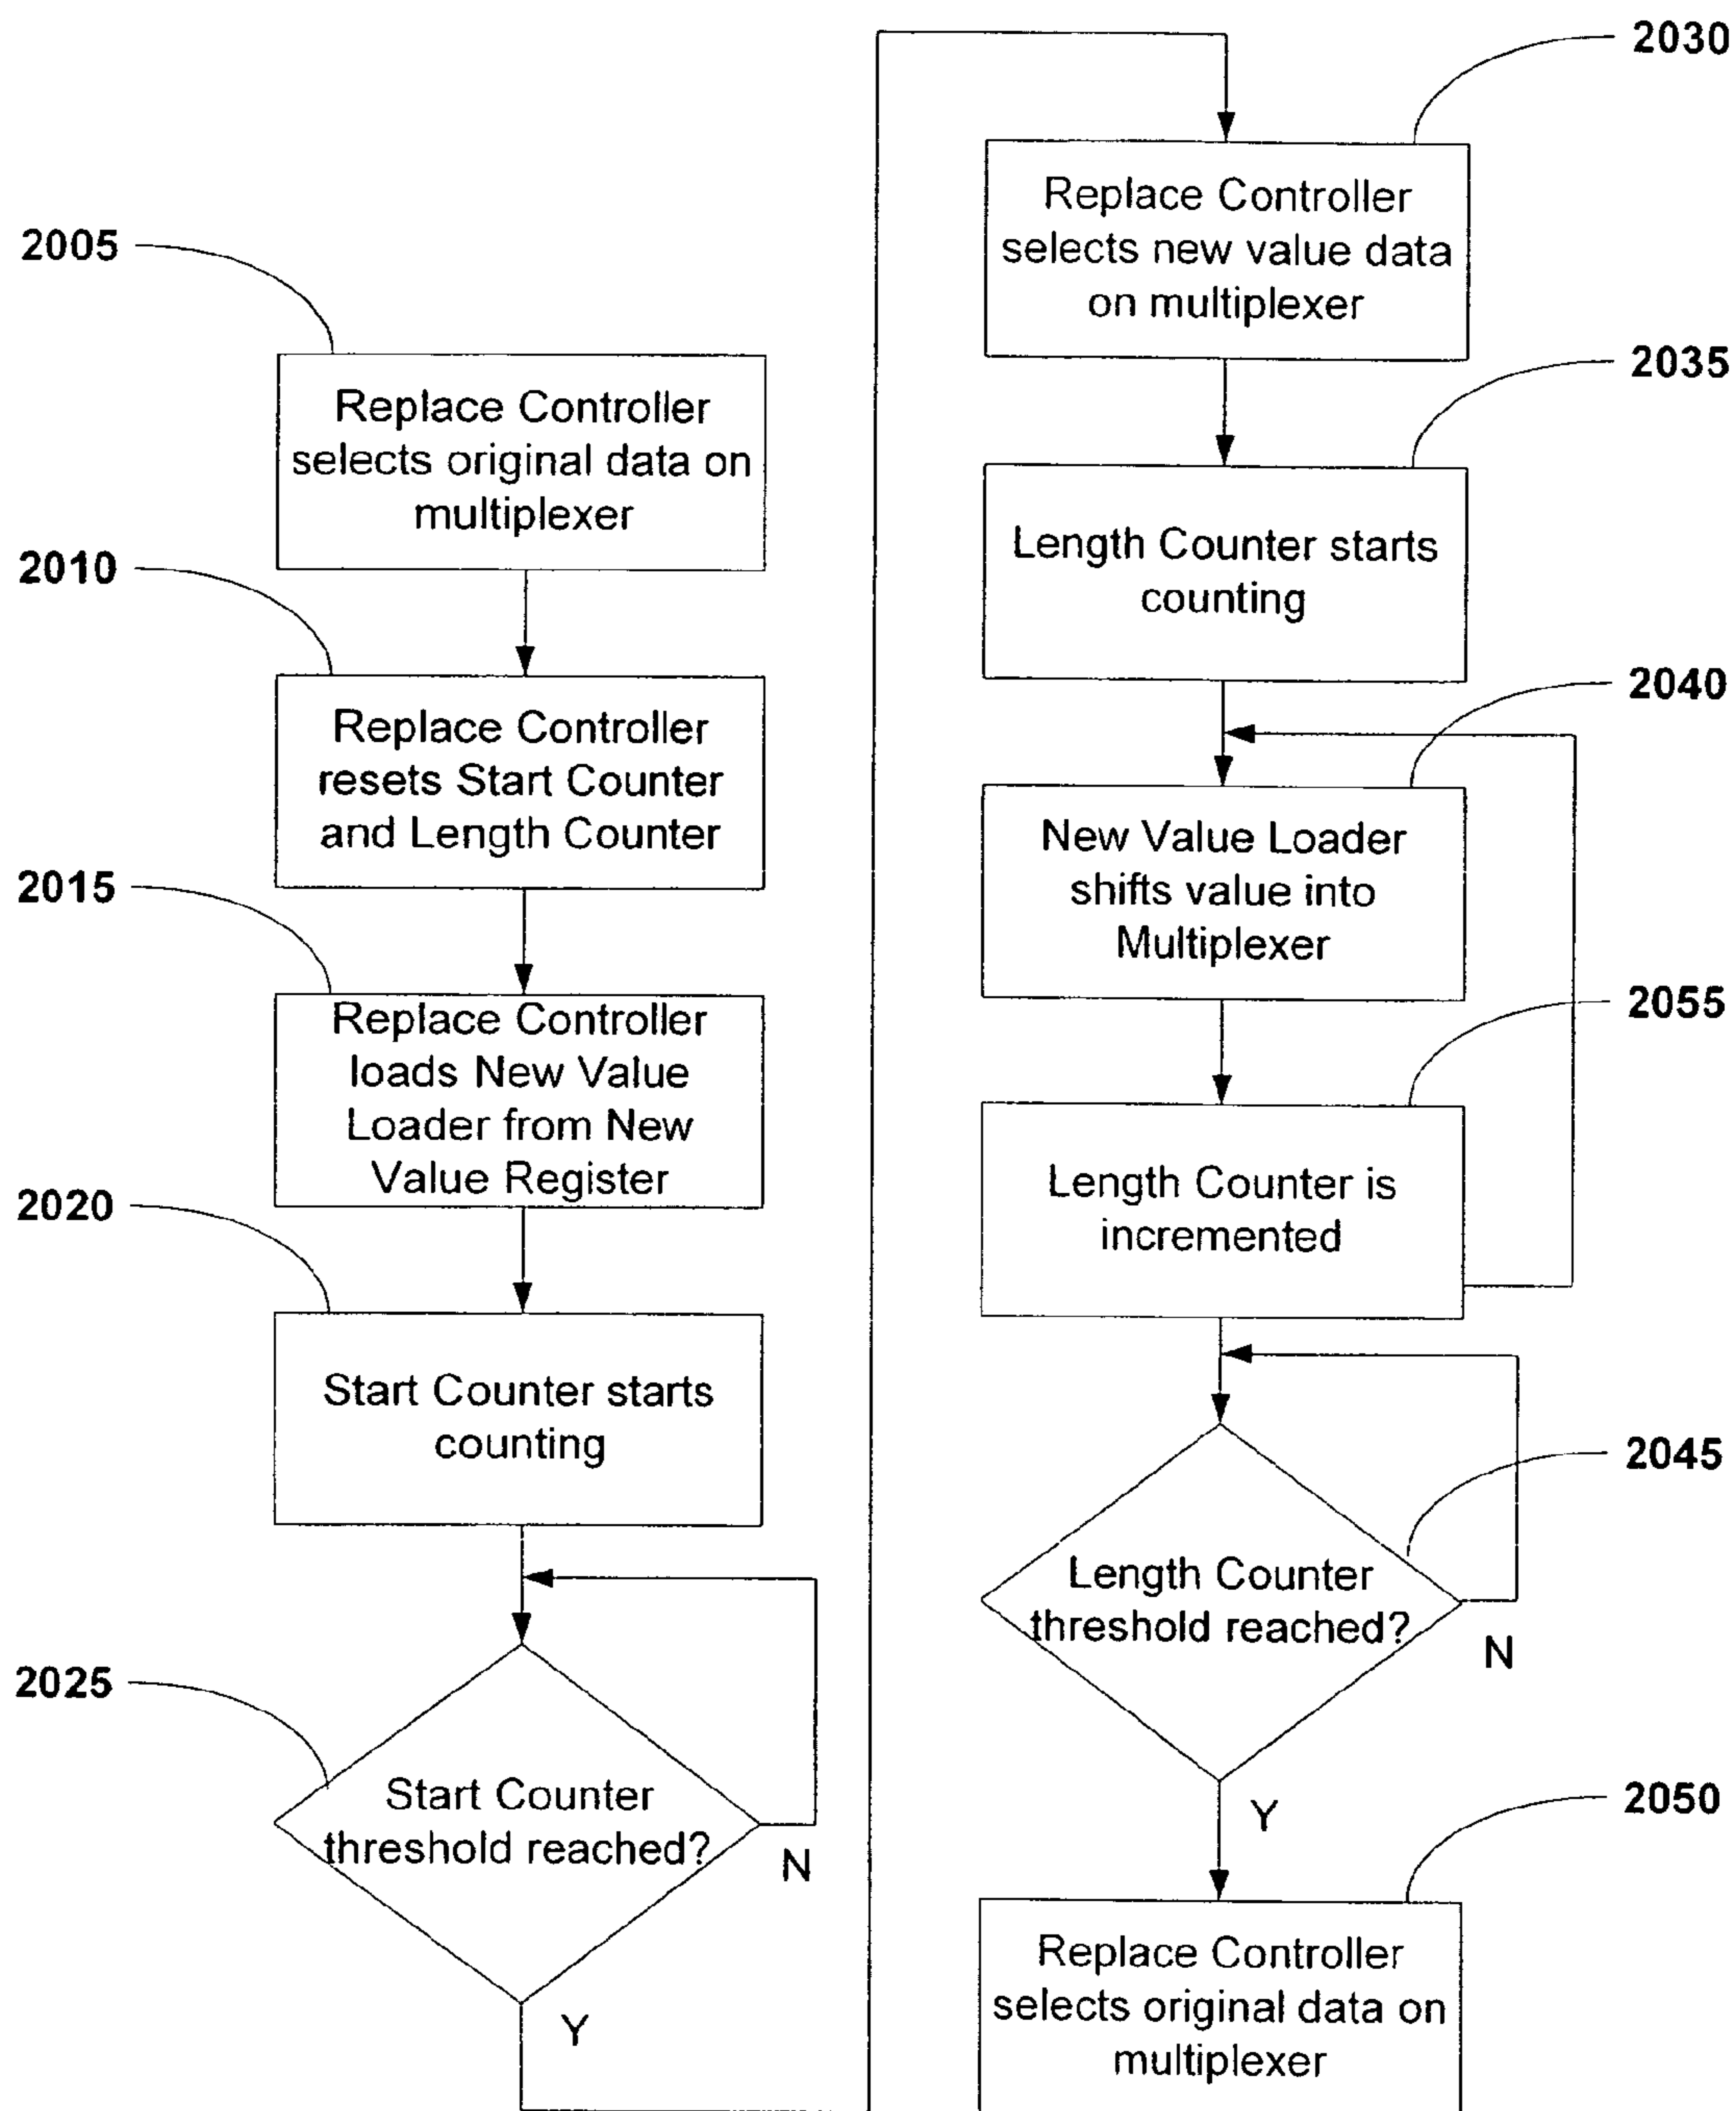 2005
Replace Controller
selects original data on
multiplexer
2010
Replace Controller
resets Start Counter
and Length Counter
2015
Replace Controller
loads New Value
Loader from New
Value Register
2020
Start Counter starts
counting
2025
Start Counter
threshold reached?
N
Y
2030
Replace Controller
selects new value data
on multiplexer
2035
Length Counter starts
counting
2040
New Value Loader
shifts value into
Multiplexer
2055
Length Counter is
incremented
2045
Length Counter
threshold reached?
N
Y
2050
Replace Controller
selects original data on
multiplexer